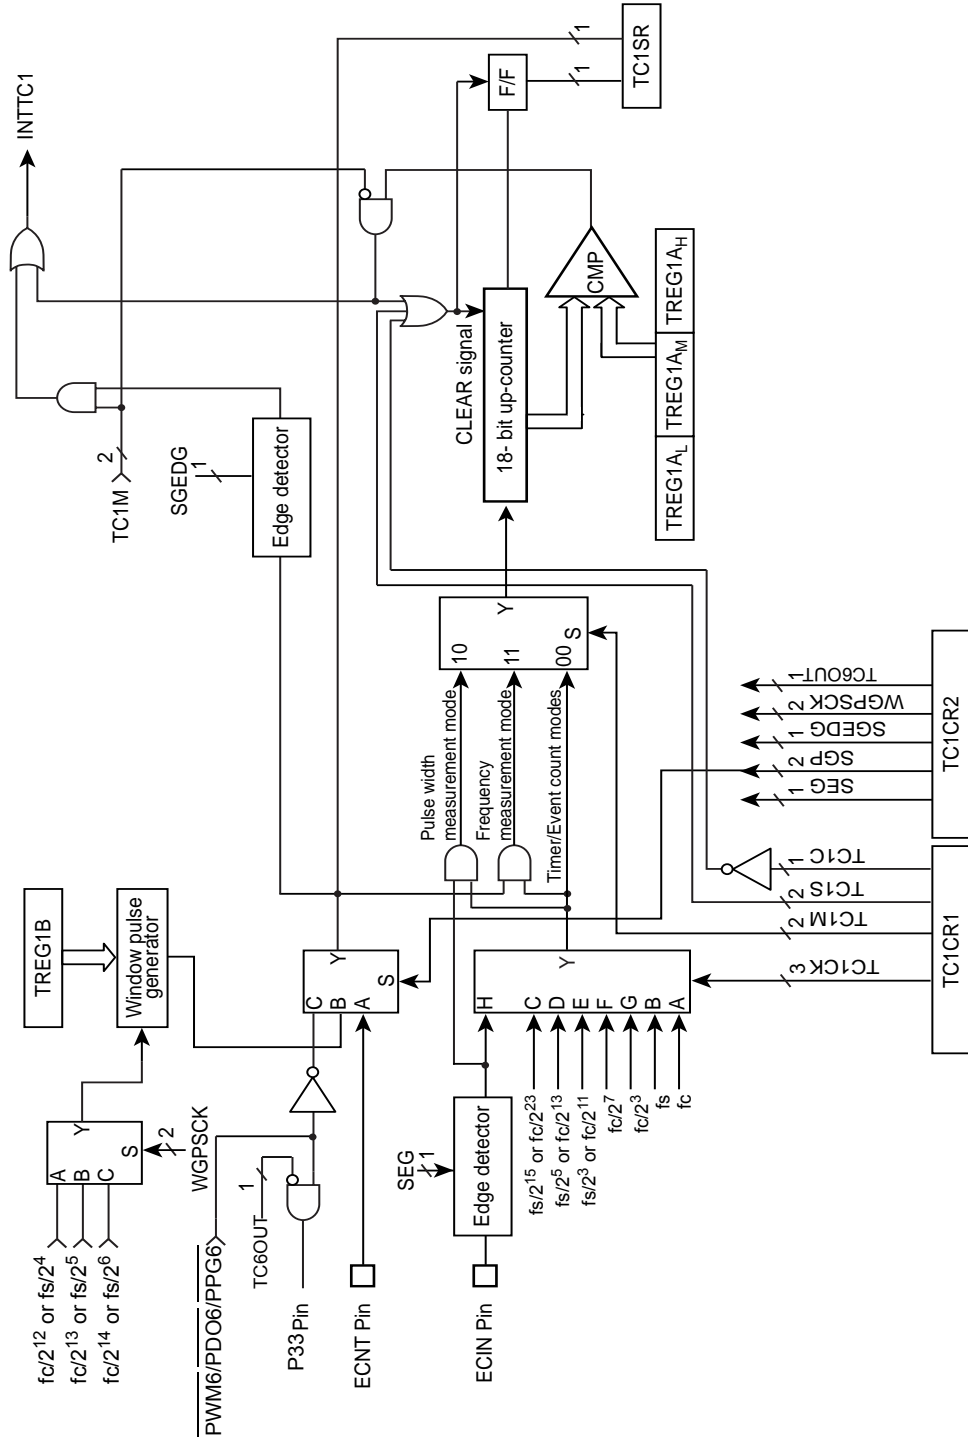 fc/2^12 or fs/2^4
fc/2^13 or fs/2^5
fc/2^14 or fs/2^6
A
B
C
Y
S
2
WGPSCK
TREG1B
Window pulse
generator
PWM6/PDO6/PPG6
TC6OUT
1
P33 Pin
ECNT Pin
C
B
A
Y
S
ECIN Pin
SEG
1
Edge detector
fs/2^15 or fc/2^23
fs/2^5 or fc/2^13
fs/2^3 or fc/2^11
fc/2^7
fc/2^3
fs
fc
H
C
D
E
F
G
B
A
Y
Pulse width
measurement mode
Frequency
measurement mode
Timer/Event count modes
10
11
00
Y
S
TC1M
2
SGEDG
1
Edge detector
INTTC1
CLEAR signal
18- bit up-counter
F/F
CMP
1
1
TC1SR
TREG1AL
TREG1AM
TREG1AH
3
TC1CK
2
TC1M
2
TC1S
1
TC1C
TC1CR1
1
SEG
2
SGP
1
SGEDG
2
WGPSCK
1
TC6OUT
TC1CR2